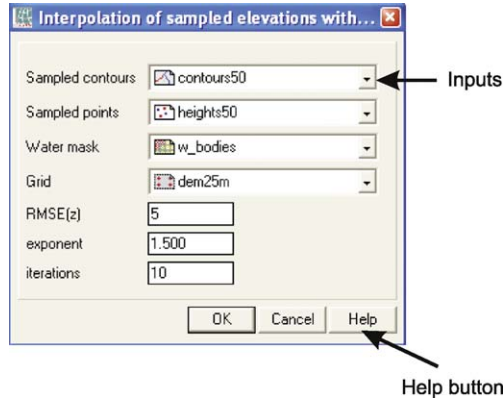 Interpolation of sampled elevations with...
Sampled contours contours50
Inputs
Sampled points heights50
Water mask w_bodies
Grid dem25m
RMSE(z) 5
exponent 1.500
iterations 10
OK Cancel Help
Help button